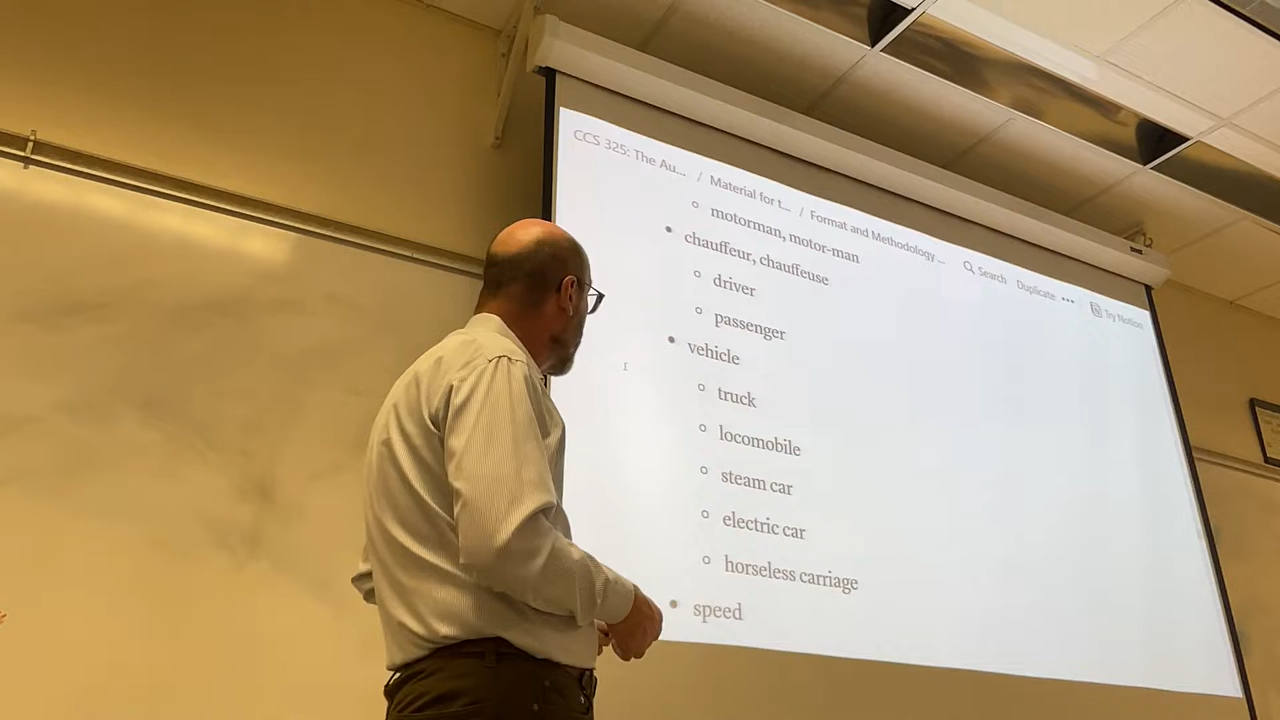 CCS 325: The Au... / Material for t... / Format and Methodology ... Search Duplicate ••• Try Notion
motorman, motor-man
chauffeur, chauffeuse
driver
passenger
vehicle
truck
locomobile
steam car
electric car
horseless carriage
speed